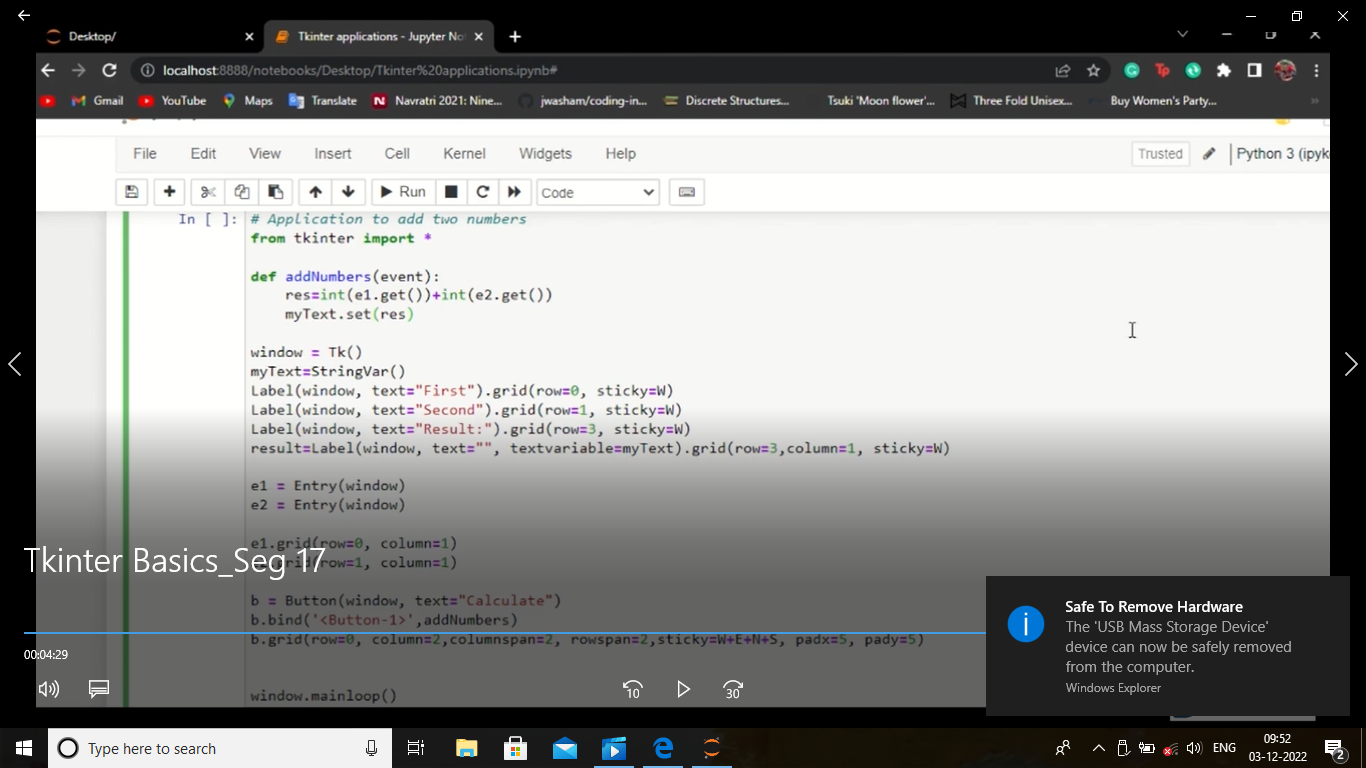 Desktop/
Tkinter applications - Jupyter No
localhost:8888/notebooks/Desktop/Tkinter%20applications.ipynb#
Gmail YouTube Maps Translate Navratri 2021: Nine... jwasham/coding-in... Discrete Structures... Tsuki 'Moon flower'... Three Fold Unisex... Buy Women's Party...
File Edit View Insert Cell Kernel Widgets Help
Trusted Python 3 (ipyk
Run Code
In [ ]: # Application to add two numbers
from tkinter import *
def addNumbers(event):
res=int(e1.get())+int(e2.get())
myText.set(res)
window = Tk()
myText=StringVar()
Label(window, text="First").grid(row=0, sticky=W)
Label(window, text="Second").grid(row=1, sticky=W)
Label(window, text="Result:").grid(row=3, sticky=W)
result=Label(window, text="", textvariable=myText).grid(row=3,column=1, sticky=W)
e1 = Entry(window)
e2 = Entry(window)
e1.grid(row=0, column=1)
Tkinter Basics_Seg 17
row=1, column=1)
b = Button(window, text="Calculate")
b.bind('<Button-1>',addNumbers)
b.grid(row=0, column=2,columnspan=2, rowspan=2,sticky=W+E+N+S, padx=5, pady=5)
00:04:29
window.mainloop()
10
30
Safe To Remove Hardware
The 'USB Mass Storage Device'
device can now be safely removed
from the computer.
Windows Explorer
Type here to search
ENG
09:52
03-12-2022
2